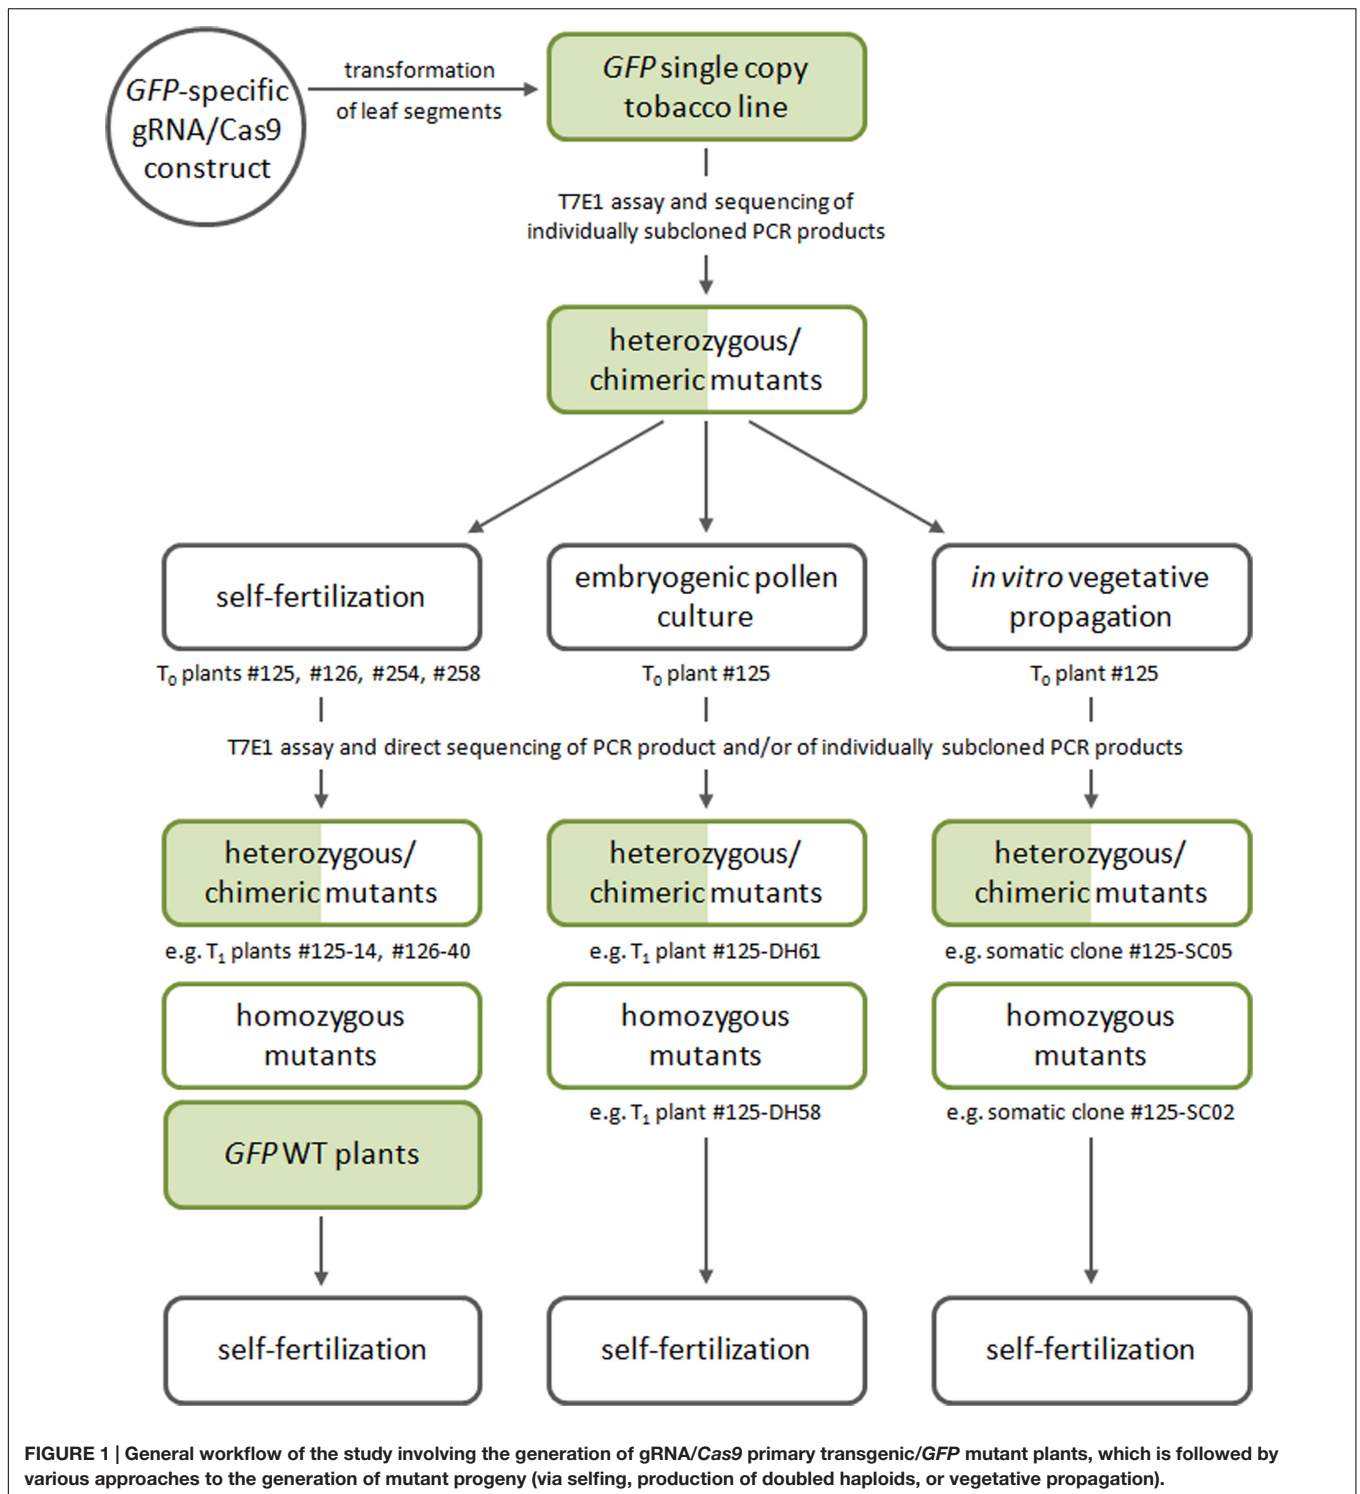 GFP-specific
gRNA/Cas9
construct
transformation
of leaf segments
GFP single copy
tobacco line
T7E1 assay and sequencing of
individually subcloned PCR products
heterozygous/
chimeric mutants
self-fertilization
embryogenic pollen
culture
in vitro vegetative
propagation
T0 plants #125, #126, #254, #258
T0 plant #125
T0 plant #125
T7E1 assay and direct sequencing of PCR product and/or of individually subcloned PCR products
heterozygous/
chimeric mutants
heterozygous/
chimeric mutants
heterozygous/
chimeric mutants
e.g. T1 plants #125-14, #126-40
e.g. T1 plant #125-DH61
e.g. somatic clone #125-SC05
homozygous
mutants
homozygous
mutants
homozygous
mutants
GFP WT plants
e.g. T1 plant #125-DH58
e.g. somatic clone #125-SC02
self-fertilization
self-fertilization
self-fertilization
FIGURE 1 | General workflow of the study involving the generation of gRNA/Cas9 primary transgenic/GFP mutant plants, which is followed by
various approaches to the generation of mutant progeny (via selfing, production of doubled haploids, or vegetative propagation).